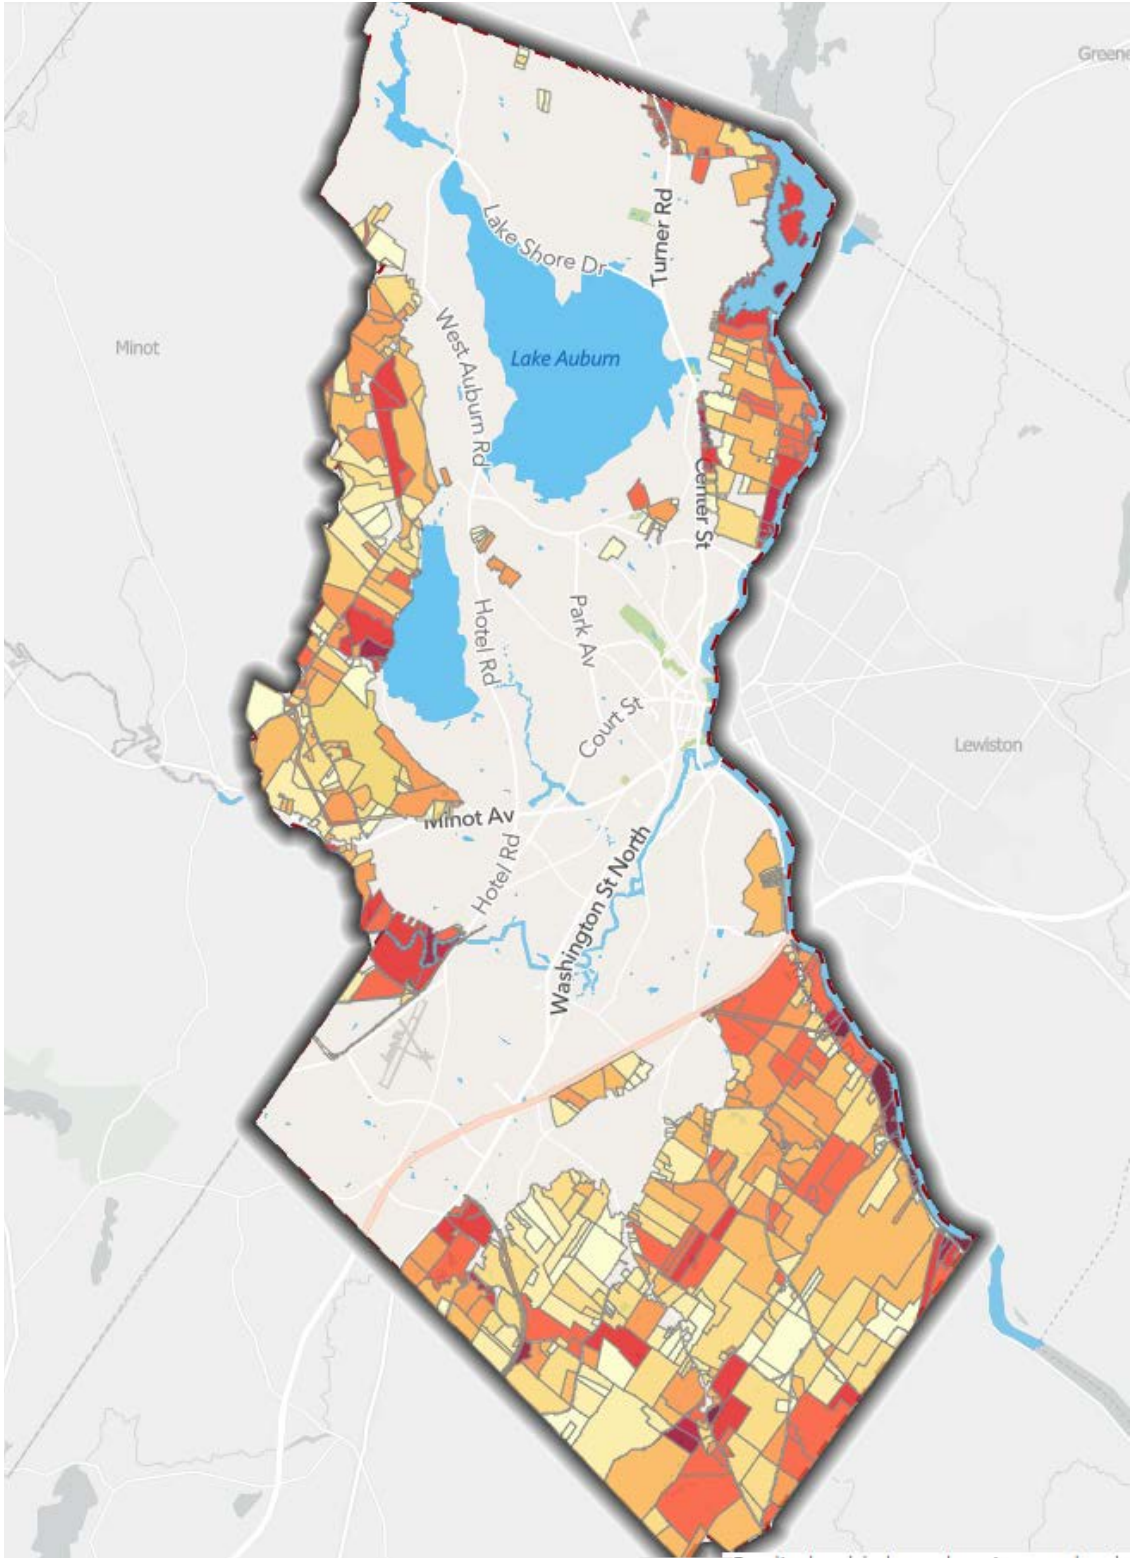 Greene
Lake Shore Dr
Turner Rd
Minot
West Auburn Rd
Lake Auburn
Center St
Hotel Rd
Park Av
Court St
Lewiston
Minot Av
Hotel Rd
Washington St North